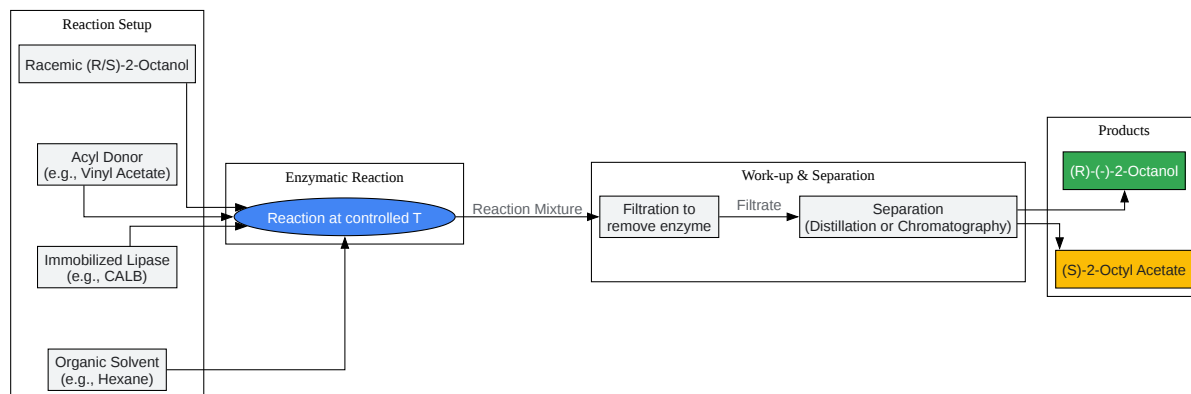 Reaction Setup
Racemic (R/S)-2-Octanol
Acyl Donor
(e.g., Vinyl Acetate)
Immobilized Lipase
(e.g., CALB)
Organic Solvent
(e.g., Hexane)
Enzymatic Reaction
Reaction at controlled T
Reaction Mixture
Work-up & Separation
Filtration to
remove enzyme
Filtrate
Separation
(Distillation or Chromatography)
Products
(R)-(-)-2-Octanol
(S)-2-Octyl Acetate